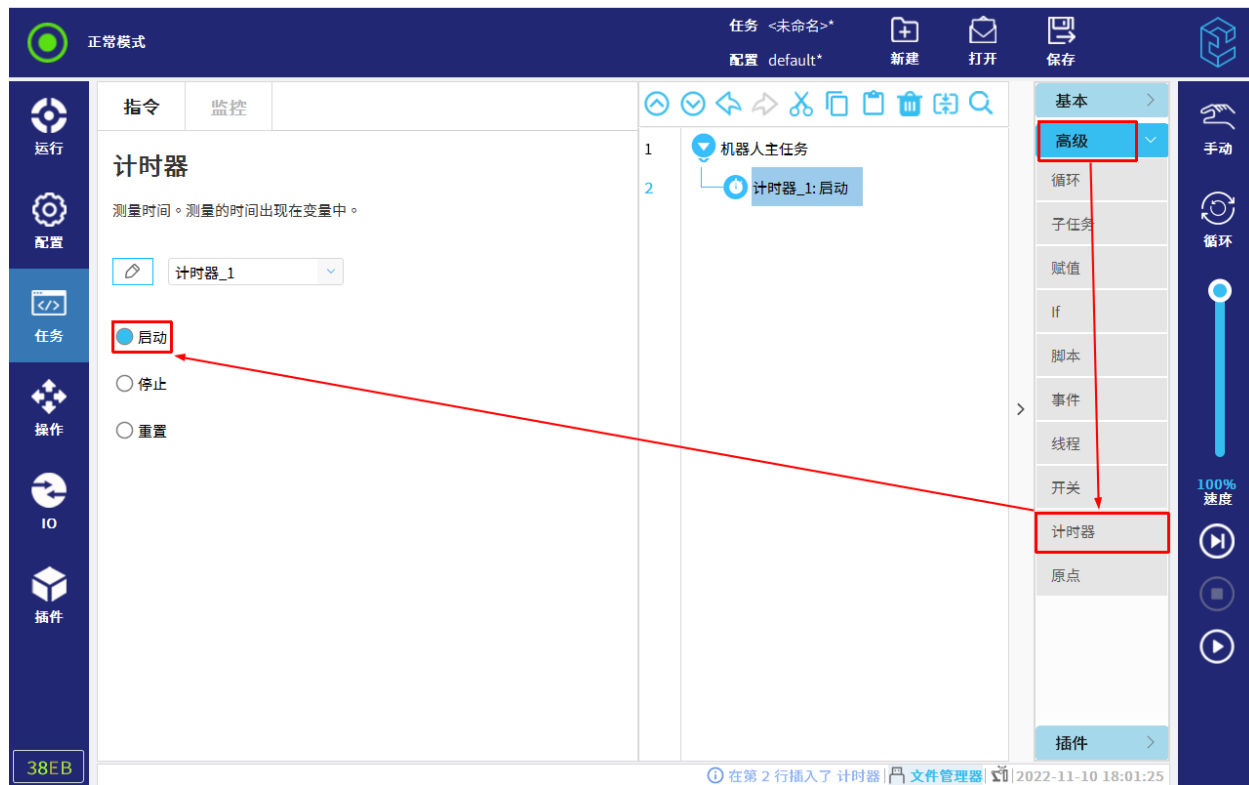 正常模式
任务 <未命名>*
配置 default*
新建
打开
保存
运行
配置
任务
操作
IO
插件
38EB
指令 监控
计时器
测量时间。测量的时间出现在变量中。
计时器_1
启动
停止
重置
1 机器人主任务
2 计时器_1: 启动
基本
高级
循环
子任务
赋值
If
脚本
事件
线程
开关
计时器
原点
插件
手动
循环
100%
速度
在第 2 行插入了 计时器 文件管理器 2022-11-10 18:01:25